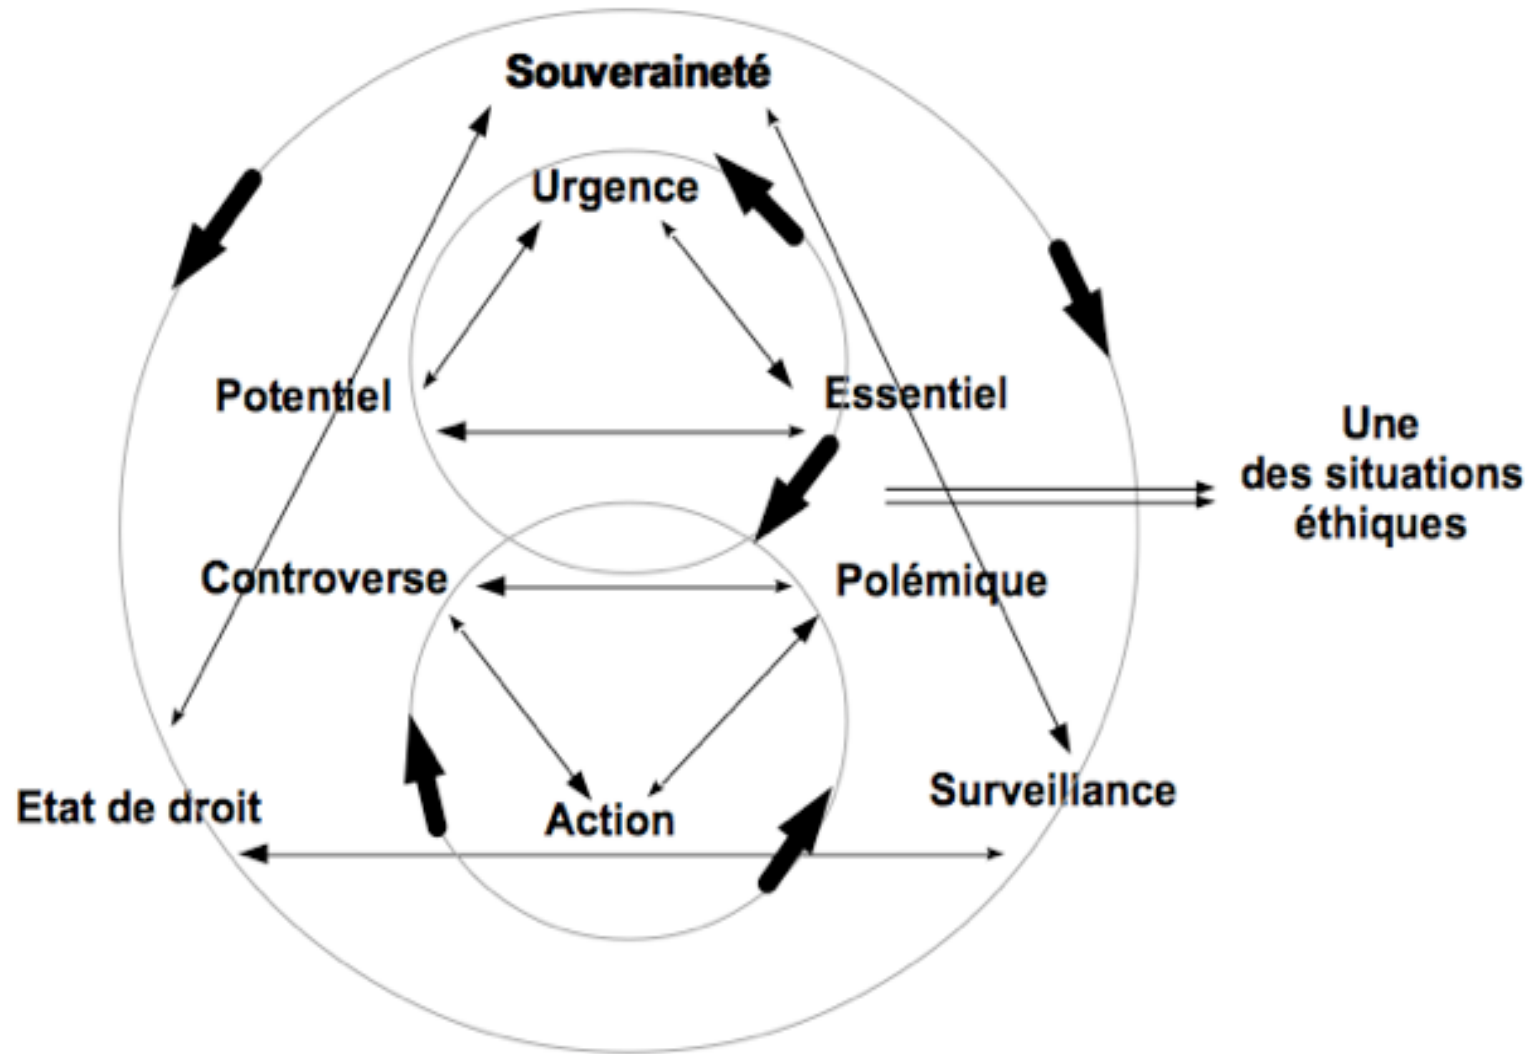 Souveraineté
Urgence
Potentiel
Essentiel
Une
des situations
éthiques
Controverse
Polémique
Etat de droit
Action
Surveillance